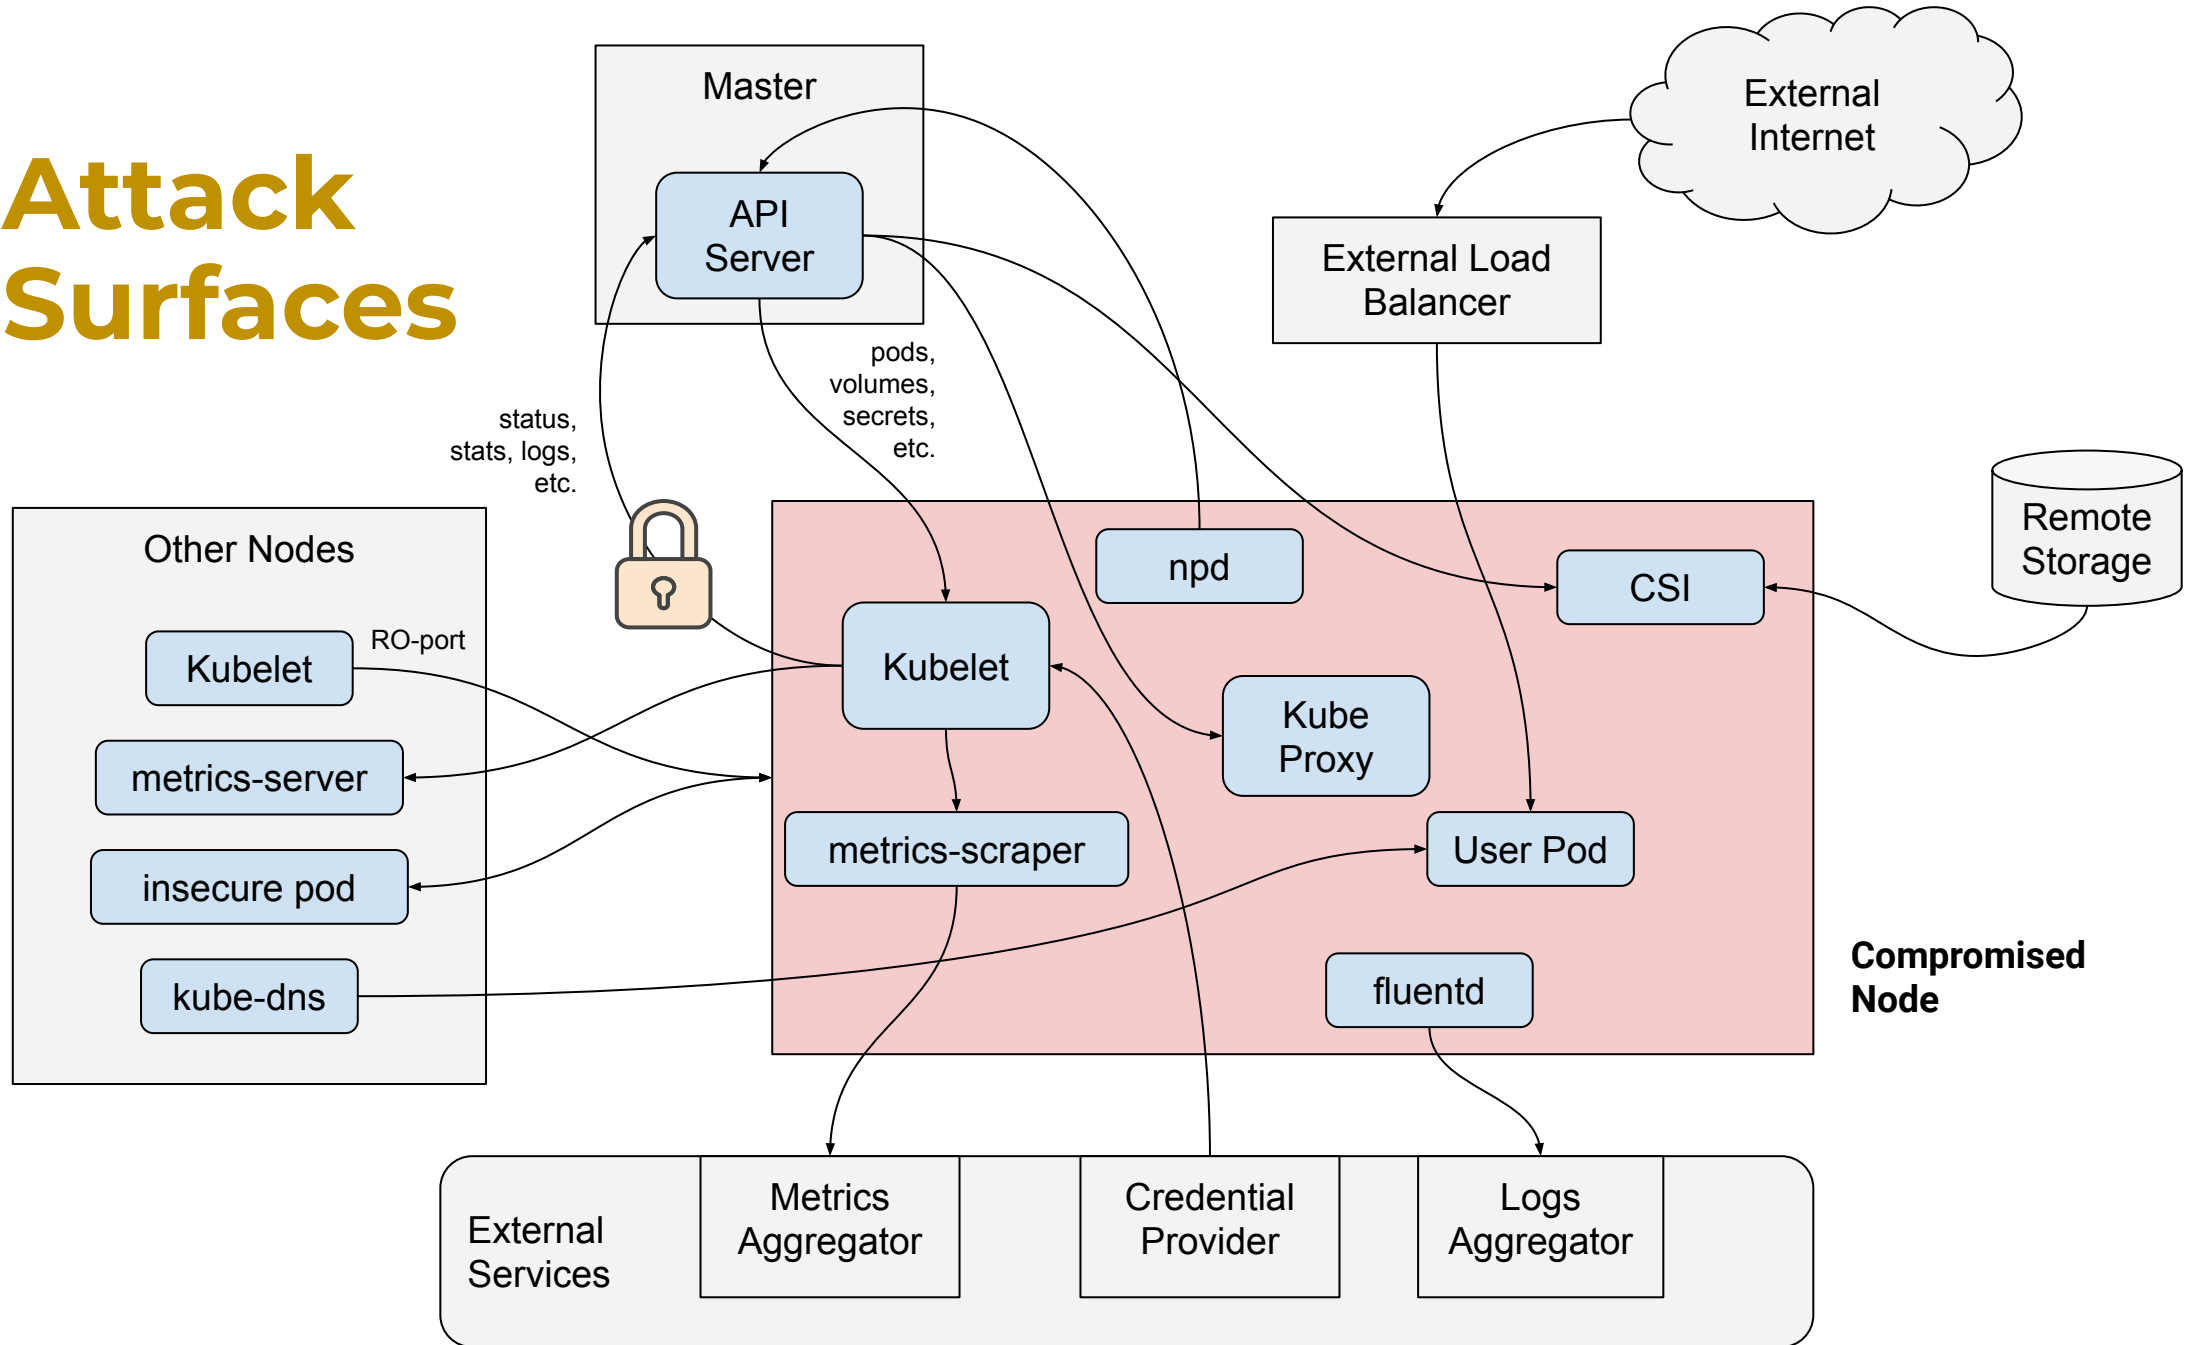 Attack
Surfaces
Master
API
Server
External
Internet
External Load
Balancer
pods,
volumes,
secrets,
etc.
status,
stats, logs,
etc.
Other Nodes
Kubelet
RO-port
metrics-server
insecure pod
kube-dns
npd
CSI
Remote
Storage
Kubelet
Kube
Proxy
metrics-scraper
User Pod
fluentd
Compromised
Node
External
Services
Metrics
Aggregator
Credential
Provider
Logs
Aggregator